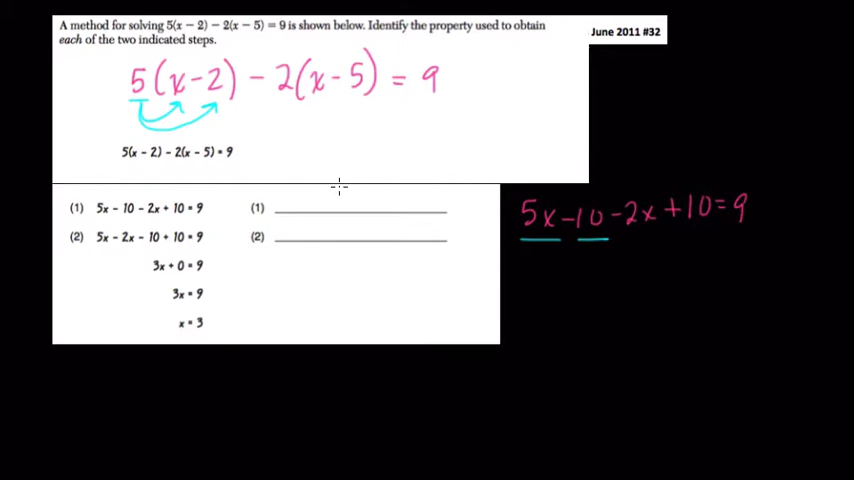 A method for solving 5(x – 2) – 2(x – 5) = 9 is shown below. Identify the property used to obtain
each of the two indicated steps.
June 2011 #32
5(x-2) - 2(x-5) = 9
5(x – 2) – 2(x – 5) = 9
(1) 5x – 10 – 2x + 10 = 9 (1) ____________________
5x-10-2x+10=9
(2) 5x – 2x – 10 + 10 = 9 (2) ____________________
3x + 0 = 9
3x = 9
x = 3